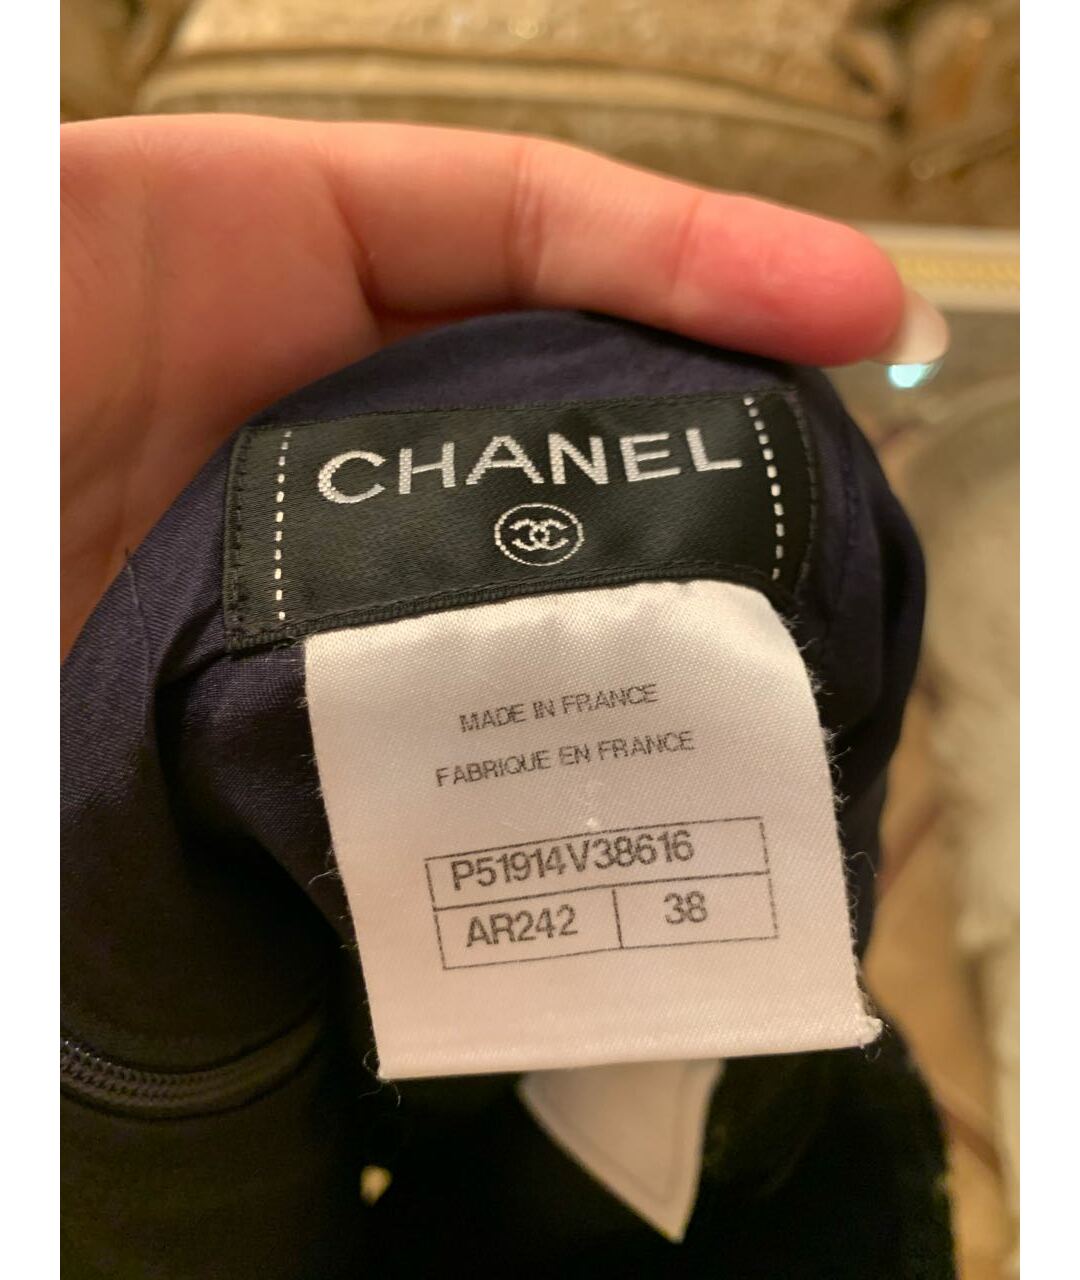 CHANEL
MADE IN FRANCE
FABRIQUE EN FRANCE
P51914V38616
AR242 38